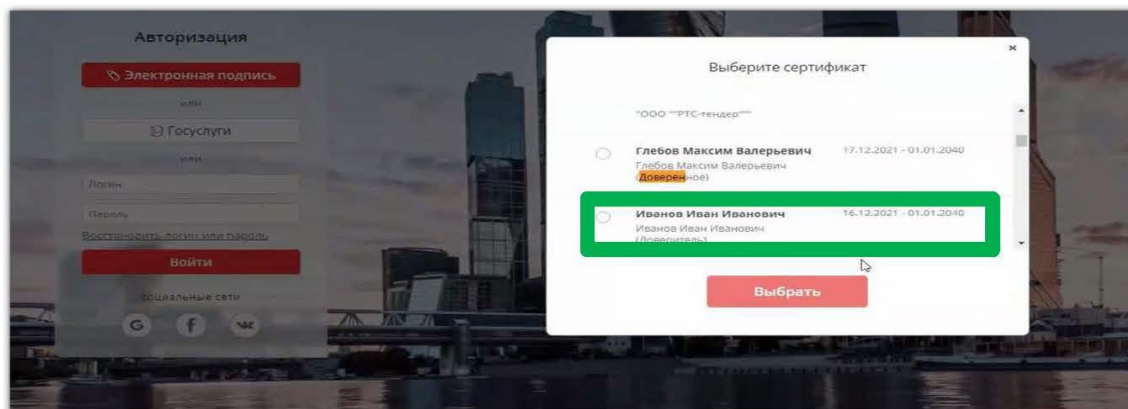 Авторизация
Электронная подпись
или
Госуслуги
или
Логин
Пароль
Восстановить логин или пароль
Войти
социальные сети
G f
×
Выберите сертификат
"ООО ""РТС-тендер"""
Глебов Максим Валерьевич 17.12.2021 - 01.01.2040
Глебов Максим Валерьевич
(Доверенное)
Иванов Иван Иванович 16.12.2021 - 01.01.2040
Иванов Иван Иванович
(Доверитель)
Выбрать